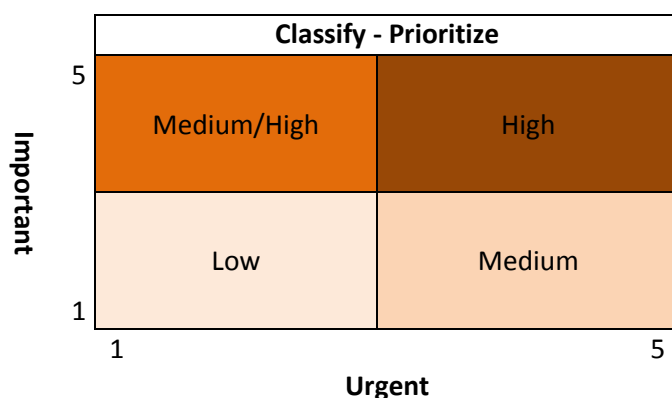 Classify - Prioritize
5
Medium/High
High
Important
Low
Medium
1
1
5
Urgent